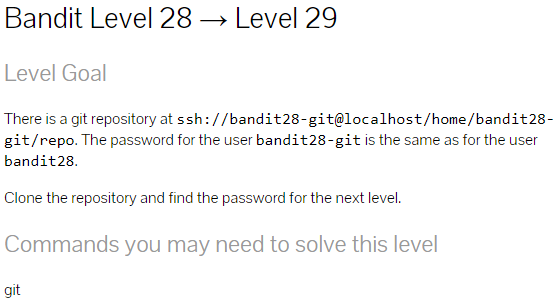 Bandit Level 28 → Level 29
Level Goal
There is a git repository at ssh://bandit28-git@localhost/home/bandit28-
git/repo. The password for the user bandit28-git is the same as for the user
bandit28.
Clone the repository and find the password for the next level.
Commands you may need to solve this level
git